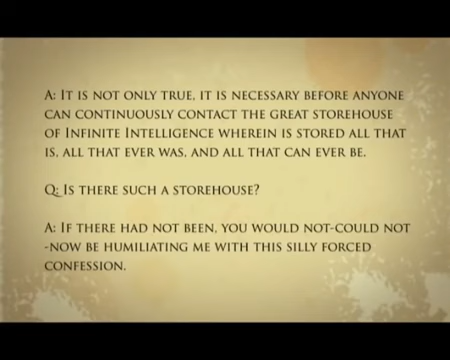 A: It is not only true, it is necessary before anyone
can continuously contact the great storehouse
of Infinite Intelligence wherein is stored all that
is, all that ever was, and all that can ever be.
Q: Is there such a storehouse?
A: If there had not been, you would not-could not
-now be humiliating me with this silly forced
confession.